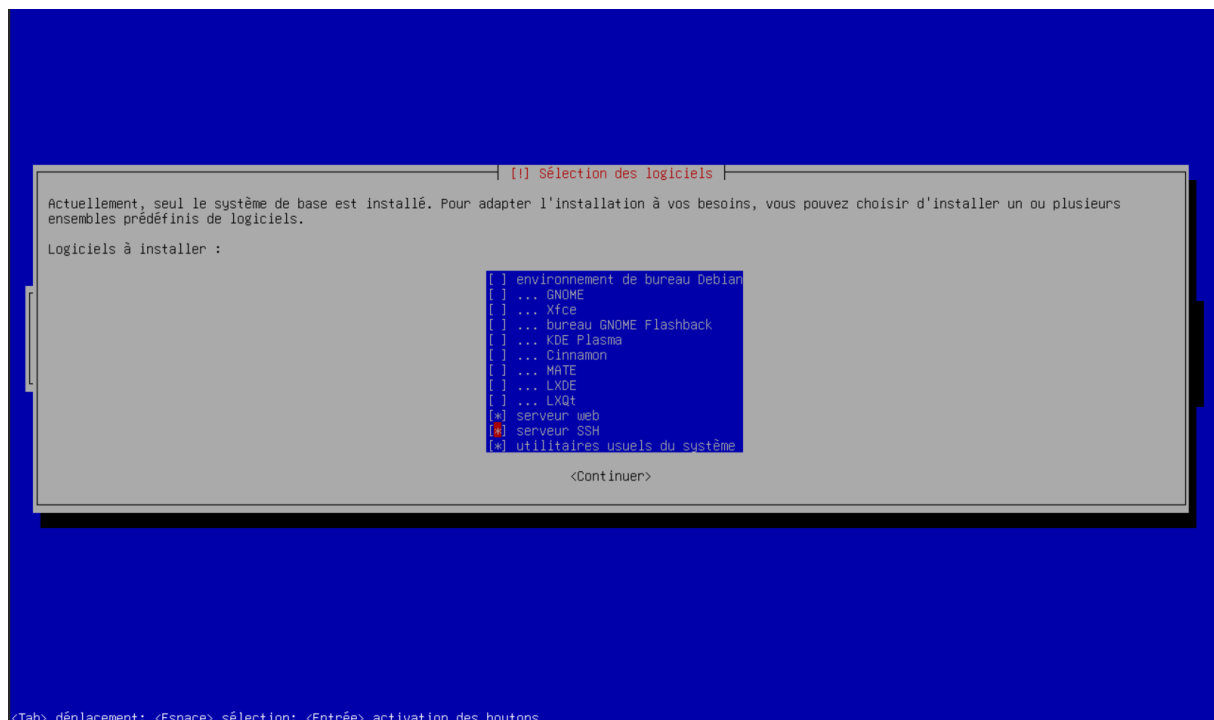 [!] Sélection des logiciels
Actuellement, seul le système de base est installé. Pour adapter l'installation à vos besoins, vous pouvez choisir d'installer un ou plusieurs
ensembles prédéfinis de logiciels.
Logiciels à installer :
[ ] environnement de bureau Debian
[ ] ... GNOME
[ ] ... Xfce
[ ] ... bureau GNOME Flashback
[ ] ... KDE Plasma
[ ] ... Cinnamon
[ ] ... MATE
[ ] ... LXDE
[ ] ... LXQt
[*] serveur web
[*] serveur SSH
[*] utilitaires usuels du système
<Continuer>
<Tab> déplacement; <Espace> sélection; <Entrée> activation des boutons